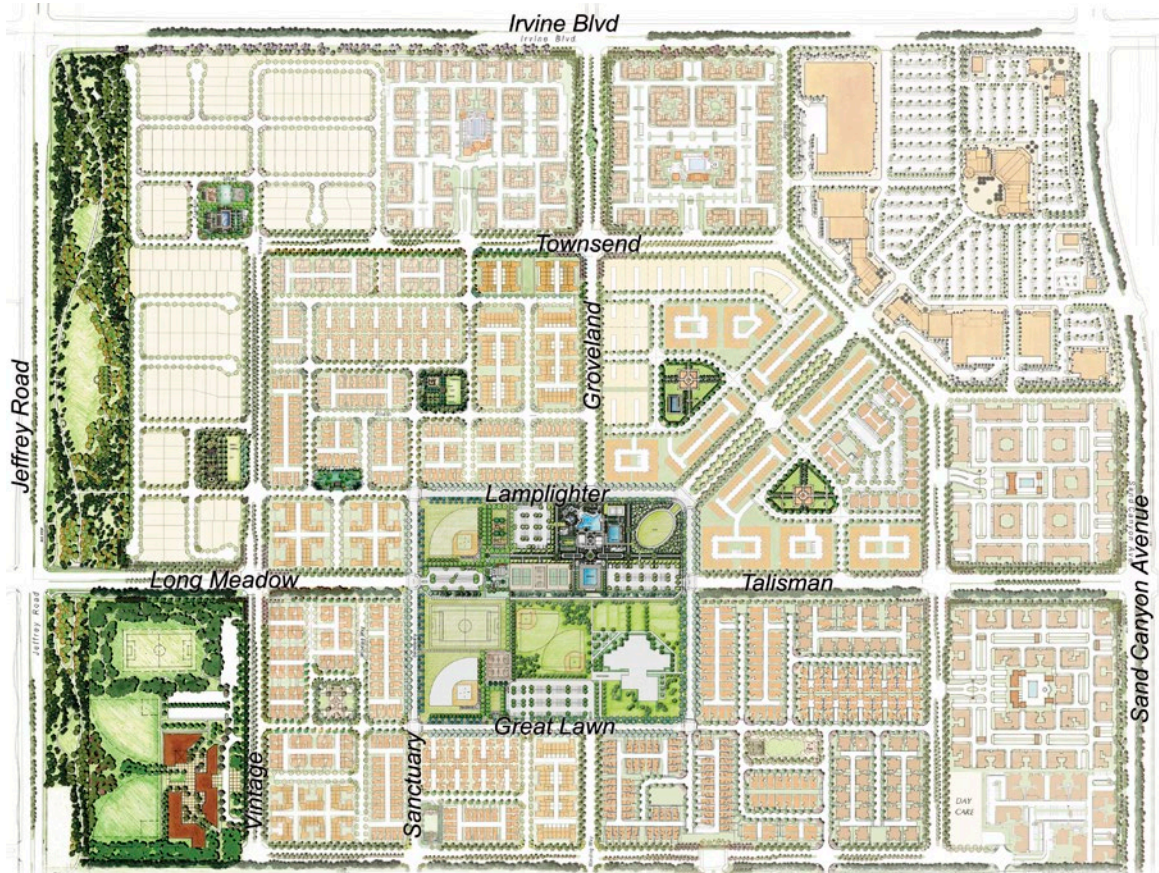 Irvine Blvd
Irvine Blvd.
Townsend
Groveland
Jeffrey Road
Lamplighter
Long Meadow
Talisman
Jeffrey Road
Sand Canyon Avenue
Great Lawn
Vintage
Sanctuary
DAY
CARE